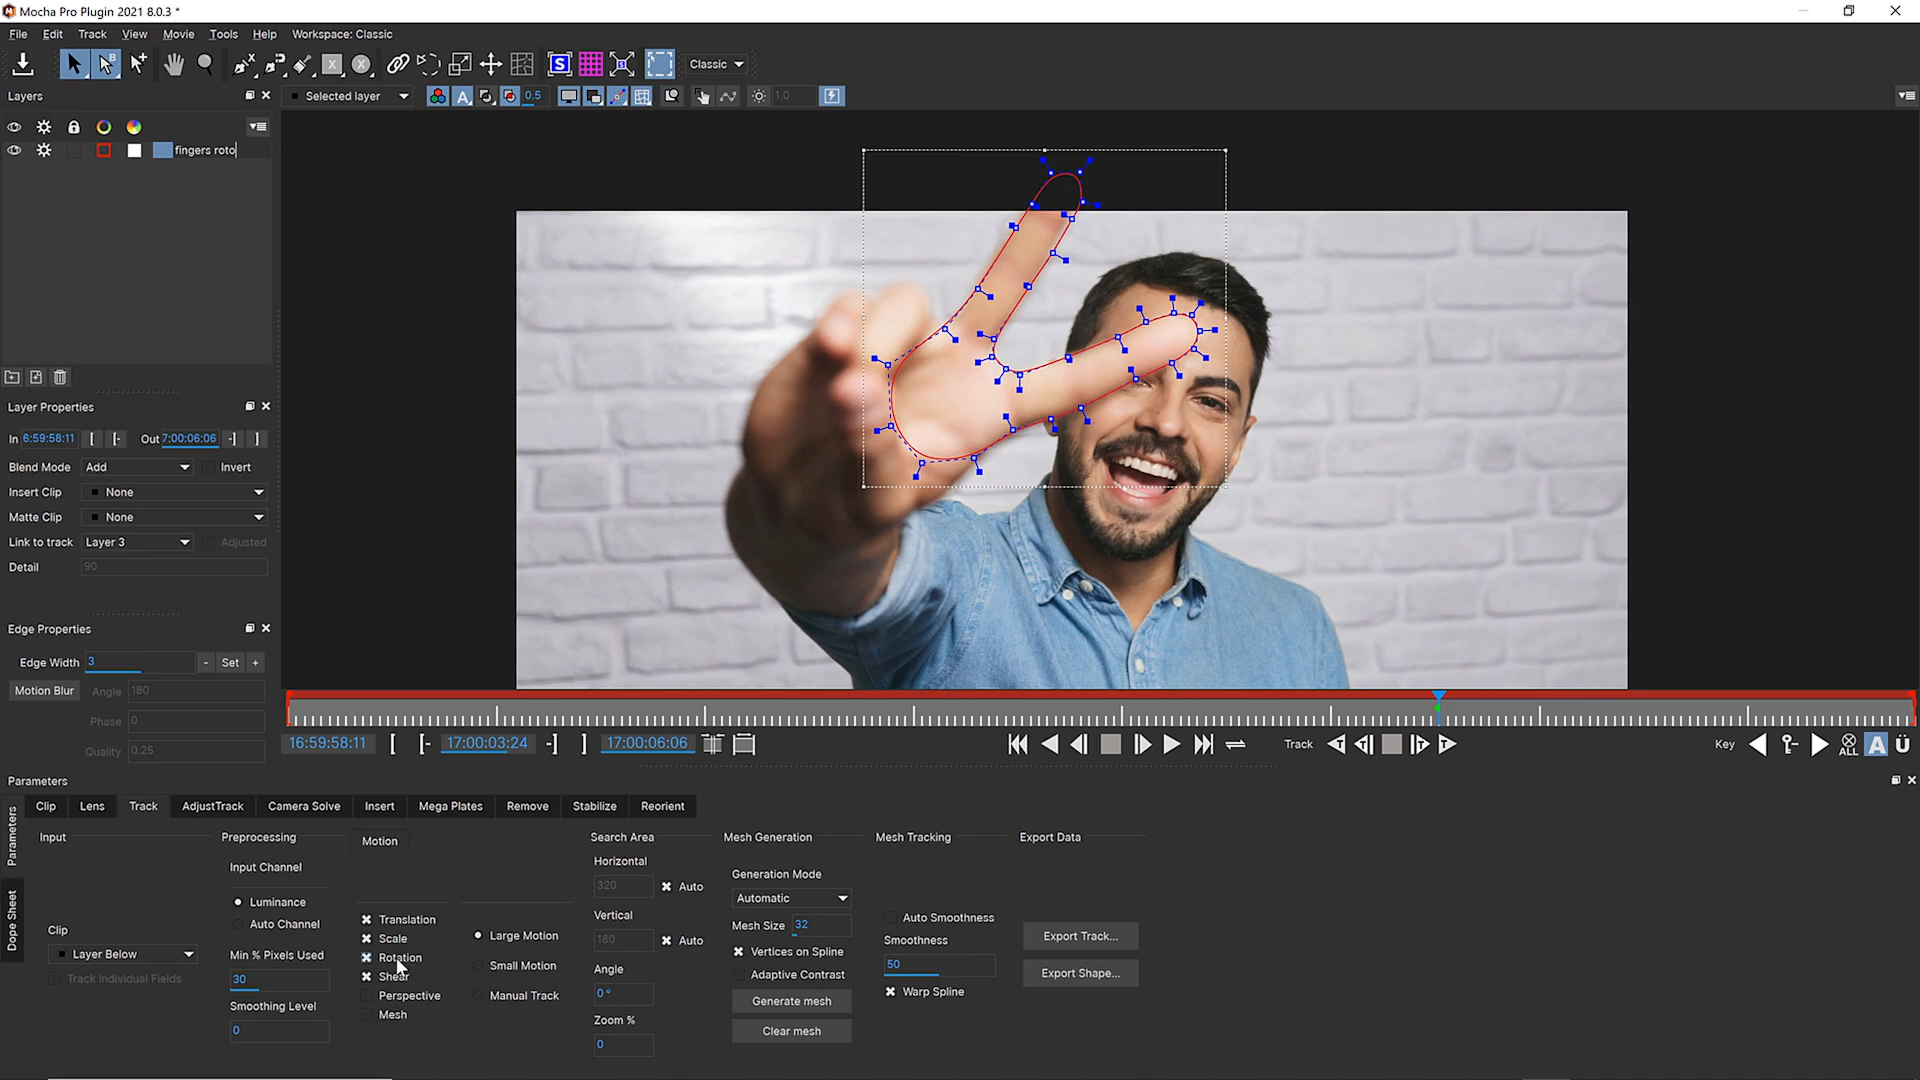 Mocha Pro Plugin 2021 8.0.3 *
File Edit Track View Movie Tools Help Workspace: Classic
S Classic
Layers Selected layer A 0.5 1.0
fingers roto
Layer Properties
In 6:59:58:11 [ [- Out 7:00:06:06 -] ]
Blend Mode Add Invert
Insert Clip None
Matte Clip None
Link to track Layer 3 Adjusted
Detail 90
Edge Properties
Edge Width 3 - Set +
Motion Blur Angle 180
Phase 0
Quality 0.25
16:59:58:11 [ [- 17:00:03:24 -] ] 17:00:06:06 Track T T T T Key ALL A Ü
Parameters
Clip Lens Track AdjustTrack Camera Solve Insert Mega Plates Remove Stabilize Reorient
Parameters
Dope Sheet
Input
Clip
Layer Below
Track Individual Fields
Preprocessing
Input Channel
Luminance
Auto Channel
Min % Pixels Used
30
Smoothing Level
0
Motion
Translation
Scale
Rotation
Shear
Perspective
Mesh
Large Motion
Small Motion
Manual Track
Search Area
Horizontal
320 Auto
Vertical
180 Auto
Angle
0 °
Zoom %
0
Mesh Generation
Generation Mode
Automatic
Mesh Size 32
Vertices on Spline
Adaptive Contrast
Generate mesh
Clear mesh
Mesh Tracking
Auto Smoothness
Smoothness
50
Warp Spline
Export Data
Export Track...
Export Shape...